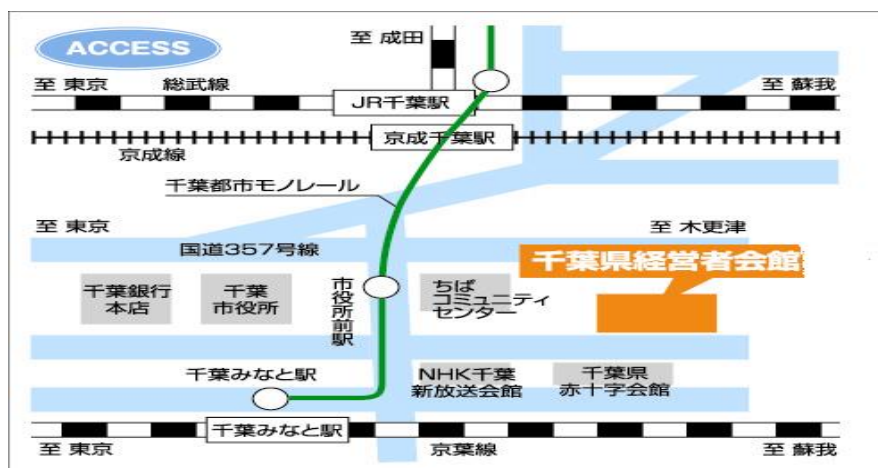 ACCESS
至 成田
至 東京
総武線
至 蘇我
JR千葉駅
京成千葉駅
京成線
千葉都市モノレール
至 東京
至 木更津
国道357号線
千葉県経営者会館
千葉銀行
本店
千葉
市役所
市役所前駅
ちば
コミュニティ
センター
千葉みなと駅
NHK千葉
新放送会館
千葉県
赤十字会館
千葉みなと駅
至 東京
京葉線
至 蘇我